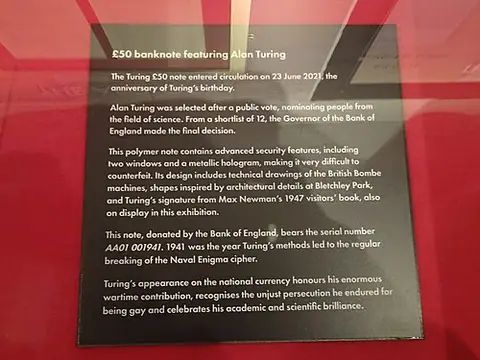 £50 banknote featuring Alan Turing
The Turing £50 note entered circulation on 23 June 2021, the
anniversary of Turing's birthday.
Alan Turing was selected after a public vote, nominating people from
the field of science. From a shortlist of 12, the Governor of the Bank of
England made the final decision.
This polymer note contains advanced security features, including
two windows and a metallic hologram, making it very difficult to
counterfeit. Its design includes technical drawings of the British Bombe
machines, shapes inspired by architectural details at Bletchley Park,
and Turing's signature from Max Newman's 1947 visitors' book, also
on display in this exhibition.
This note, donated by the Bank of England, bears the serial number
AA01 001941. 1941 was the year Turing's methods led to the regular
breaking of the Naval Enigma cipher.
Turing's appearance on the national currency honours his enormous
wartime contribution, recognises the unjust persecution he endured for
being gay and celebrates his academic and scientific brilliance.